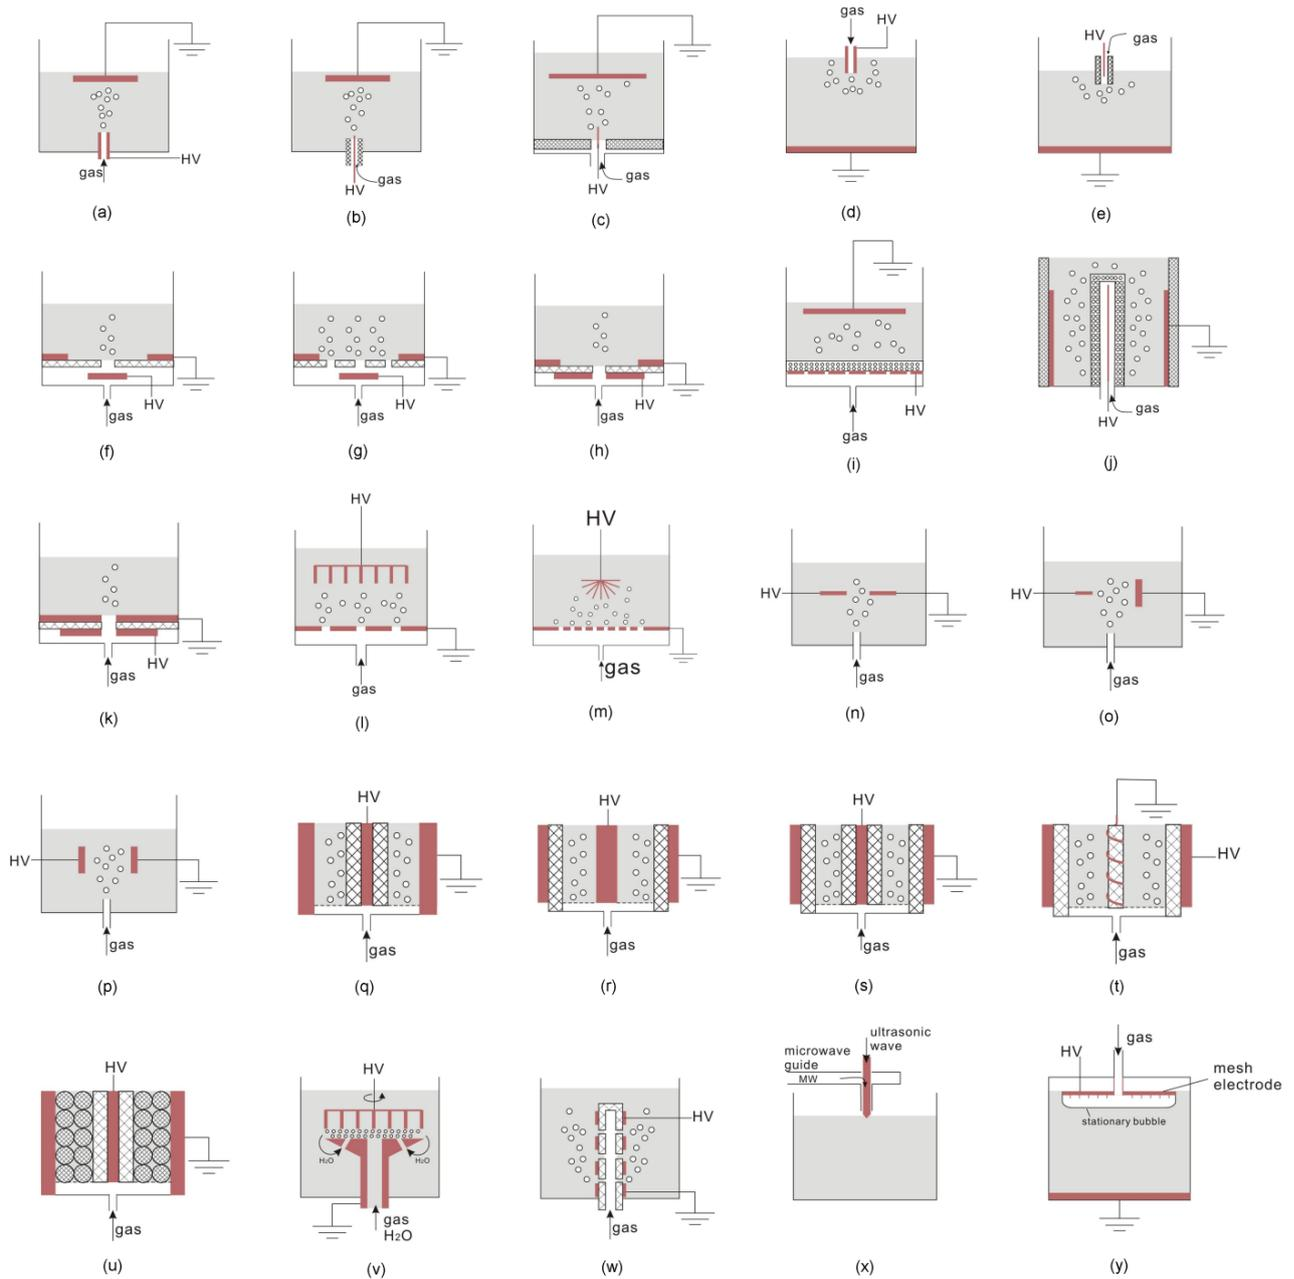 gas
HV
(a)
gas
HV
(b)
gas
HV
(c)
gas
HV
(d)
HV
gas
(e)
HV
gas
(f)
HV
gas
(g)
HV
gas
(h)
HV
gas
(i)
gas
HV
(j)
HV
gas
(k)
HV
gas
(l)
HV
gas
(m)
HV
gas
(n)
HV
gas
(o)
HV
gas
(p)
HV
gas
(q)
HV
gas
(r)
HV
gas
(s)
HV
gas
(t)
HV
gas
(u)
HV
H2O
H2O
gas
H2O
(v)
HV
gas
(w)
ultrasonic
wave
microwave
guide
MW
(x)
gas
HV
mesh
electrode
stationary bubble
(y)